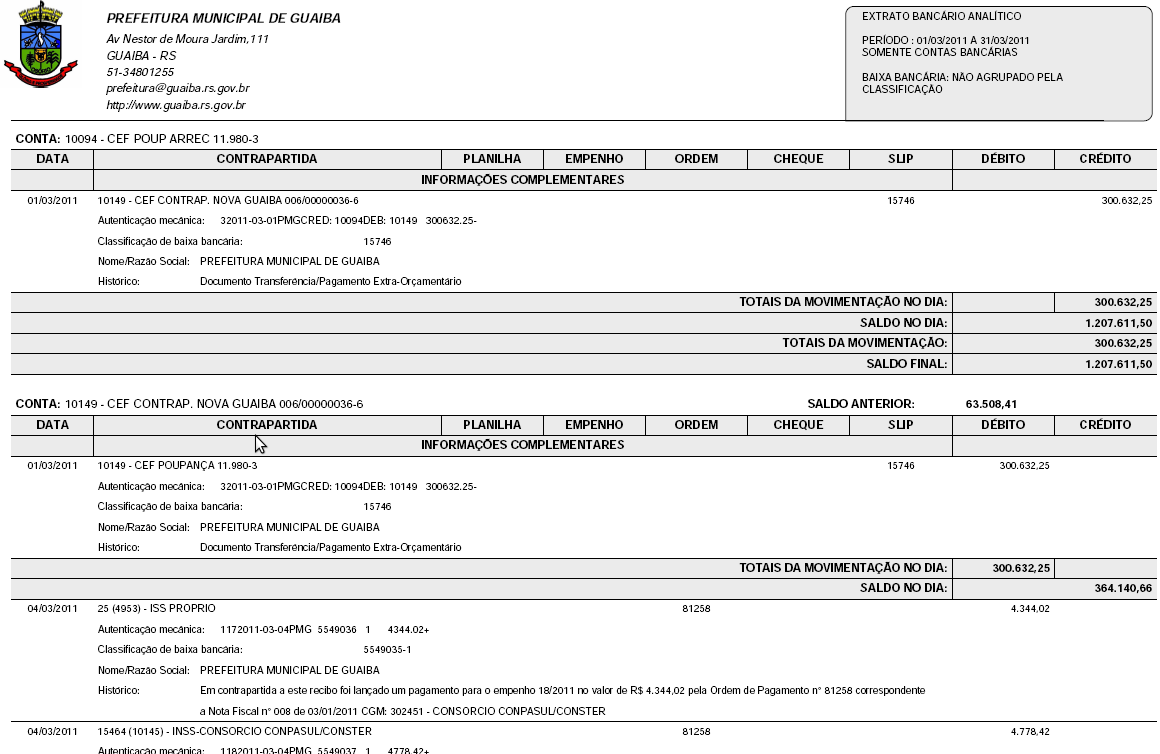 PREFEITURA MUNICIPAL DE GUAIBA
Av Nestor de Moura Jardim,111
GUAIBA - RS
51-34801255
prefeitura@guaiba.rs.gov.br
http://www.guaiba.rs.gov.br
EXTRATO BANCÁRIO ANALÍTICO
PERÍODO : 01/03/2011 A 31/03/2011
SOMENTE CONTAS BANCÁRIAS
BAIXA BANCÁRIA: NÃO AGRUPADO PELA
CLASSIFICAÇÃO
CONTA: 10094 - CEF POUP ARREC 11.980-3
DATA CONTRAPARTIDA PLANILHA EMPENHO ORDEM CHEQUE SLIP DÉBITO CRÉDITO
INFORMAÇÕES COMPLEMENTARES
01/03/2011 10149 - CEF CONTRAP. NOVA GUAIBA 006/00000036-6 15746 300.632,25
Autenticação mecânica: 32011-03-01PMGCRED: 10094DEB: 10149 300632.25-
Classificação de baixa bancária: 15746
Nome/Razão Social: PREFEITURA MUNICIPAL DE GUAIBA
Histórico: Documento Transferência/Pagamento Extra-Orçamentário
TOTAIS DA MOVIMENTAÇÃO NO DIA: 300.632,25
SALDO NO DIA: 1.207.611,50
TOTAIS DA MOVIMENTAÇÃO: 300.632,25
SALDO FINAL: 1.207.611,50
CONTA: 10149 - CEF CONTRAP. NOVA GUAIBA 006/00000036-6 SALDO ANTERIOR: 63.508,41
DATA CONTRAPARTIDA PLANILHA EMPENHO ORDEM CHEQUE SLIP DÉBITO CRÉDITO
INFORMAÇÕES COMPLEMENTARES
01/03/2011 10149 - CEF POUPANÇA 11.980-3 15746 300.632,25
Autenticação mecânica: 32011-03-01PMGCRED: 10094DEB: 10149 300632.25-
Classificação de baixa bancária: 15746
Nome/Razão Social: PREFEITURA MUNICIPAL DE GUAIBA
Histórico: Documento Transferência/Pagamento Extra-Orçamentário
TOTAIS DA MOVIMENTAÇÃO NO DIA: 300.632,25
SALDO NO DIA: 364.140,66
04/03/2011 25 (4953) - ISS PROPRIO 81258 4.344,02
Autenticação mecânica: 1172011-03-04PMG 5549036 1 4344.02+
Classificação de baixa bancária: 5549035-1
Nome/Razão Social: PREFEITURA MUNICIPAL DE GUAIBA
Histórico: Em contrapartida a este recibo foi lançado um pagamento para o empenho 18/2011 no valor de R$ 4.344,02 pela Ordem de Pagamento n° 81258 correspondente
a Nota Fiscal n° 008 de 03/01/2011 CGM: 302451 - CONSORCIO CONPASUL/CONSTER
04/03/2011 15464 (10145) - INSS-CONSORCIO CONPASUL/CONSTER 81258 4.778,42
Autenticação mecânica: 1182011-03-04PMG 5549037 1 4778.42+